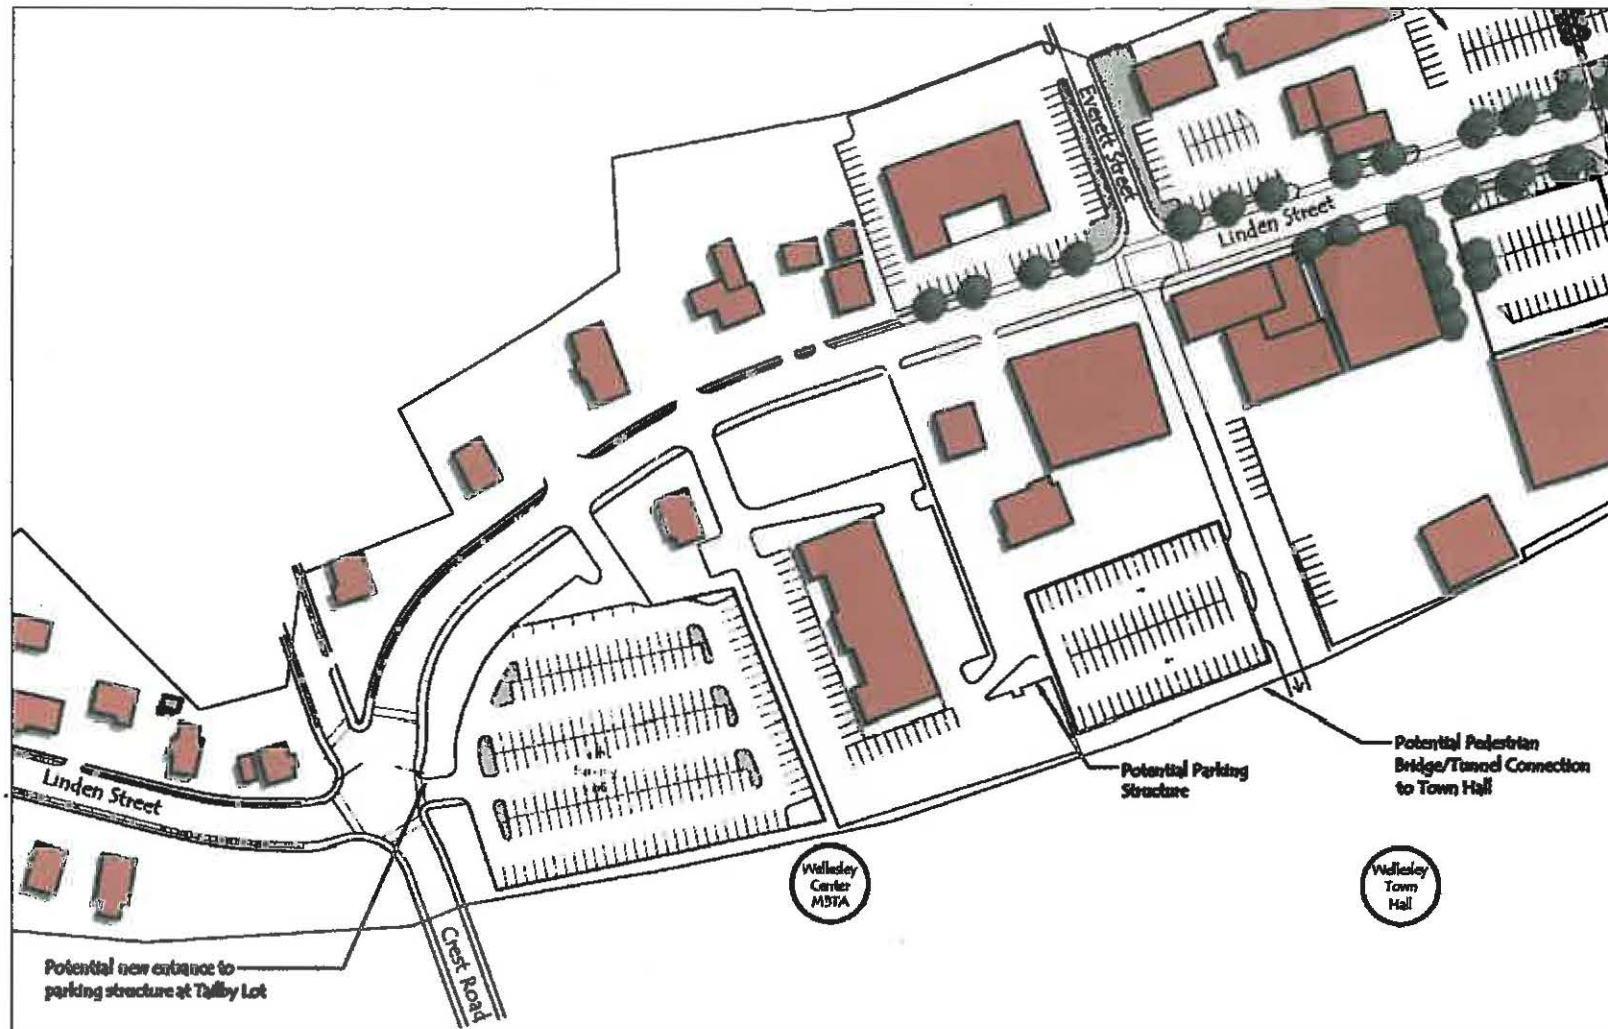 Everett Street
Linden Street
Linden Street
Potential Parking
Structure
Potential Pedestrian
Bridge/Tunnel Connection
to Town Hall
Wellesley
Center
MBTA
Wellesley
Town
Hall
Crest Road
Potential new entrance to
parking structure at Tailby Lot